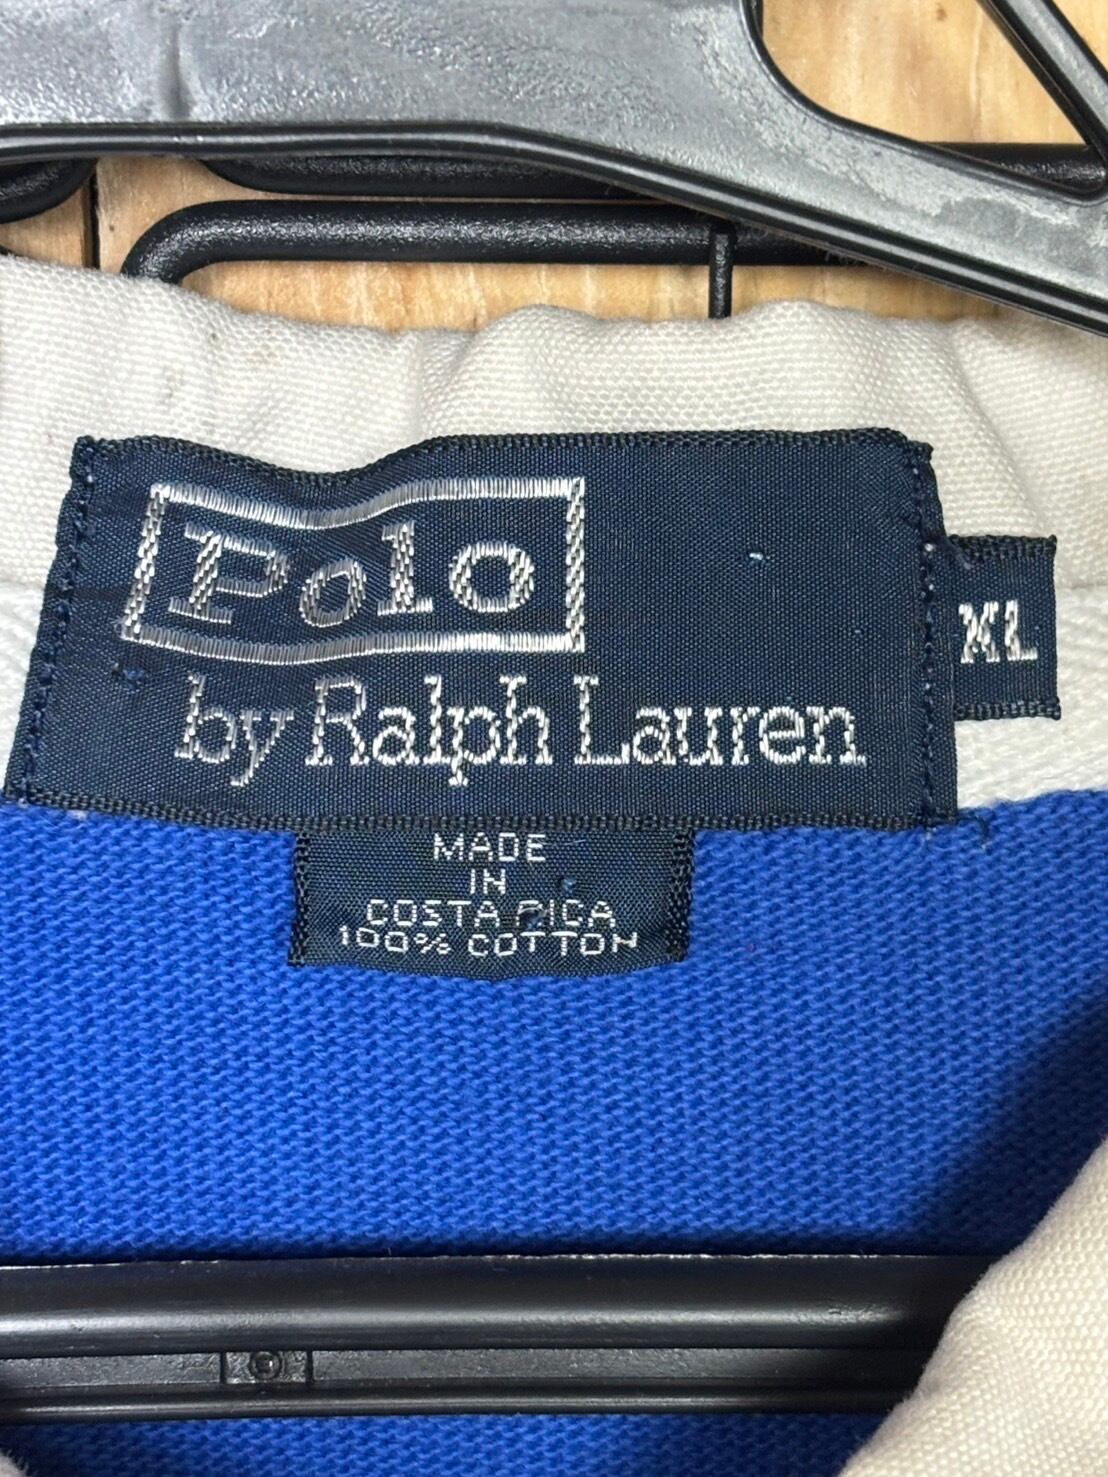 Polo
by Ralph Lauren
XL
MADE
IN
COSTA RICA
100% COTTON